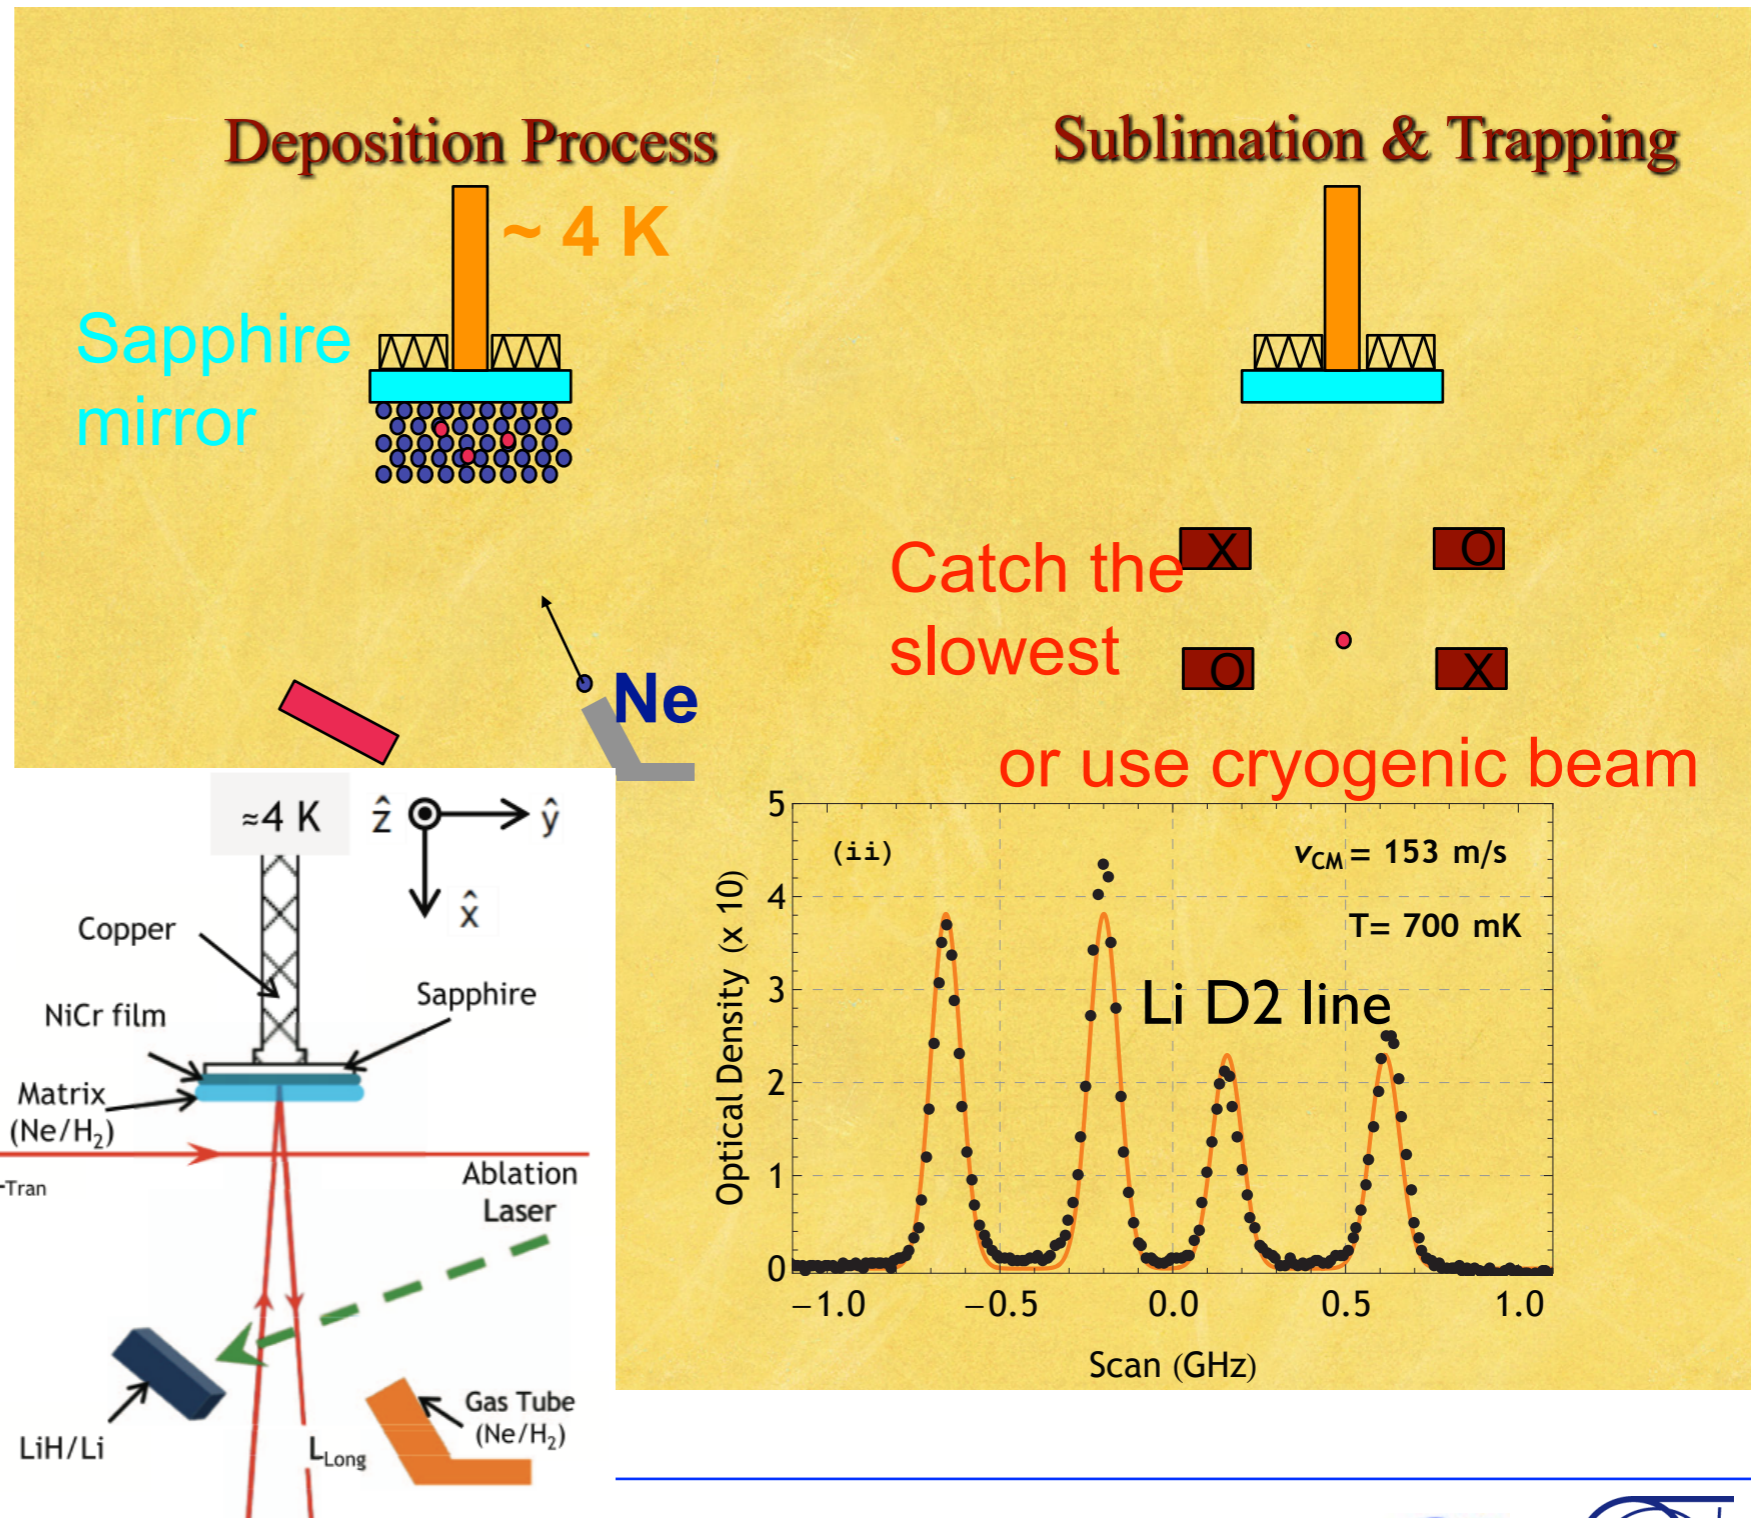 Deposition Process
~ 4 K
Sapphire
mirror
Ne
Sublimation & Trapping
X
O
Catch the
slowest
O
X
or use cryogenic beam
≈4 K
ẑ
ŷ
x̂
Copper
NiCr film
Sapphire
Matrix
(Ne/H₂)
Tran
Ablation
Laser
LiH/Li
L_Long
Gas Tube
(Ne/H₂)
(ii)
v_CM = 153 m/s
T= 700 mK
Li D2 line
Optical Density (x 10)
5
4
3
2
1
0
−1.0
−0.5
0.0
0.5
1.0
Scan (GHz)